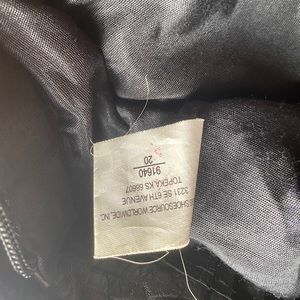 SHOESOURCE WORLDWIDE, INC.
3231 SE 6TH AVENUE
TOPEKA, KS 66607
91640
20